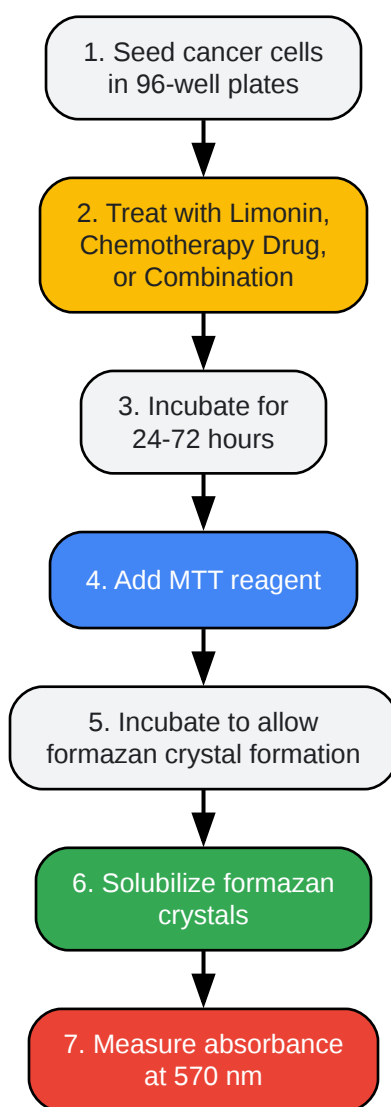 1. Seed cancer cells
in 96-well plates
2. Treat with Limonin,
Chemotherapy Drug,
or Combination
3. Incubate for
24-72 hours
4. Add MTT reagent
5. Incubate to allow
formazan crystal formation
6. Solubilize formazan
crystals
7. Measure absorbance
at 570 nm